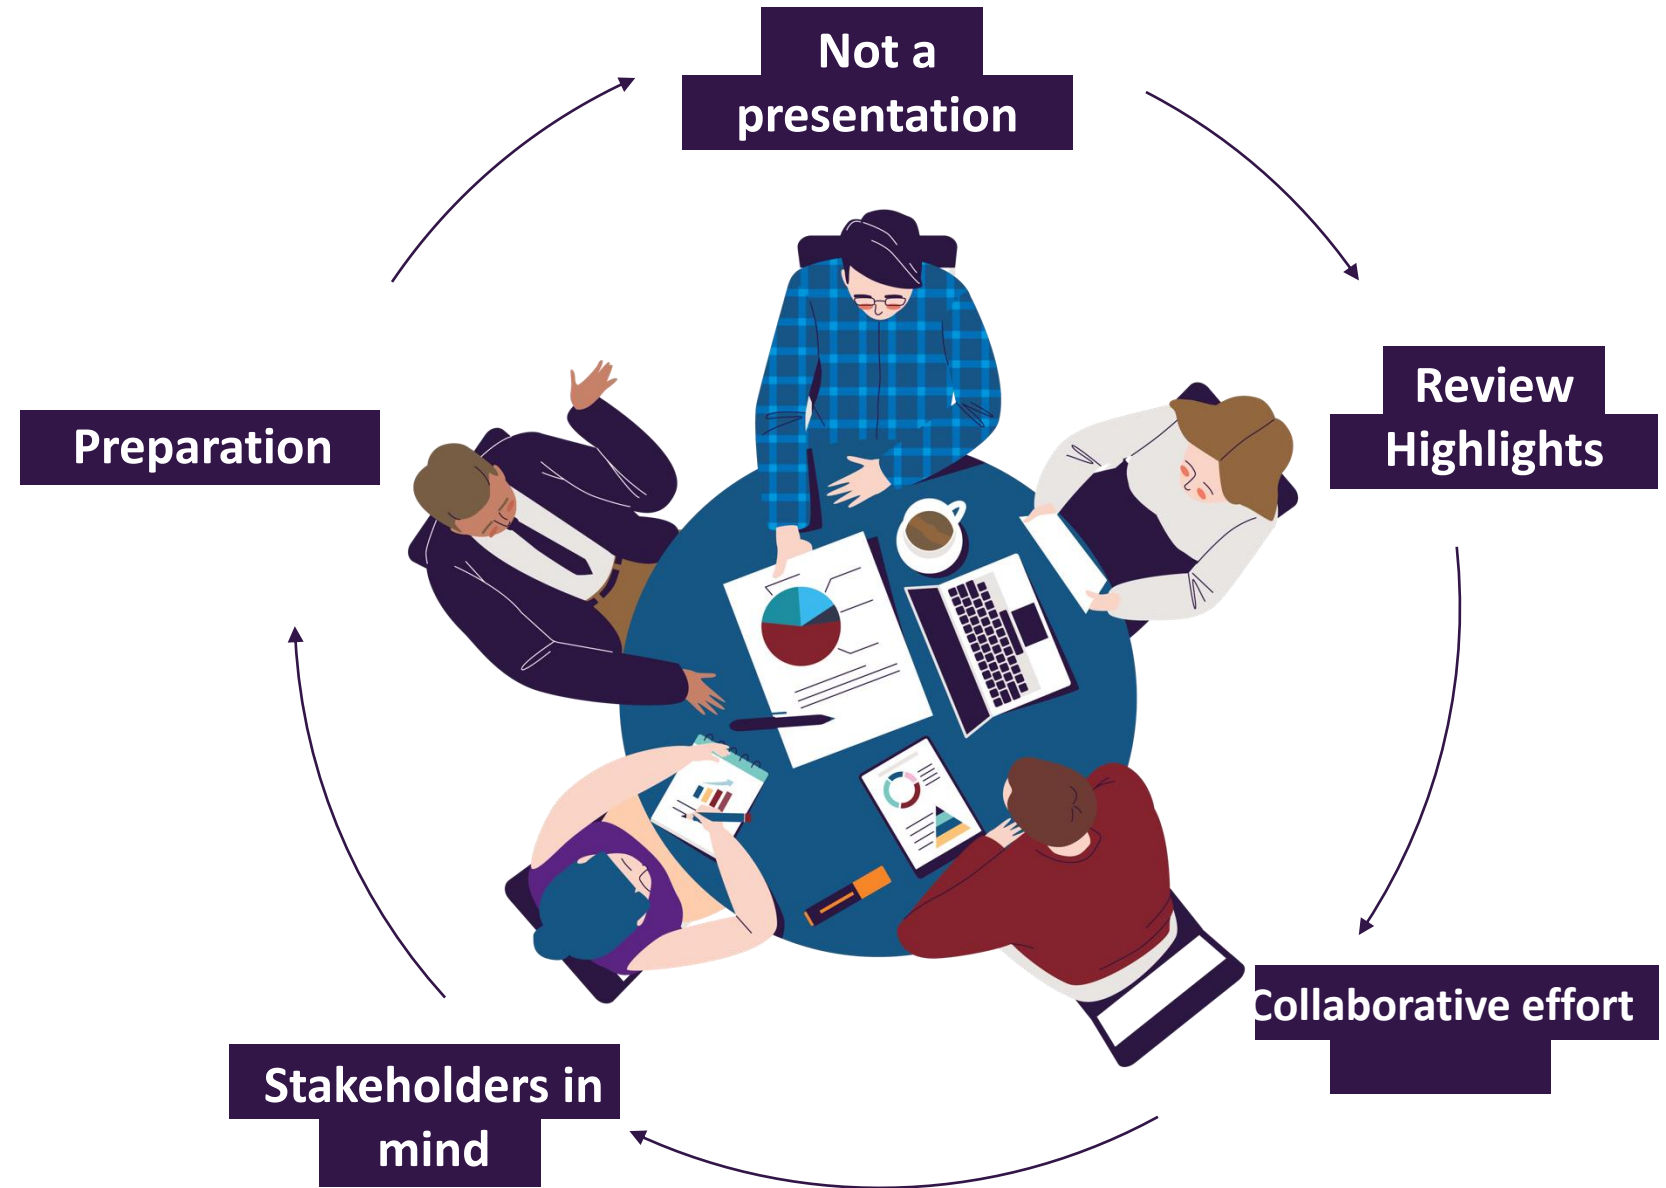 Not a
presentation
Review
Highlights
Preparation
Collaborative effort
Stakeholders in
mind